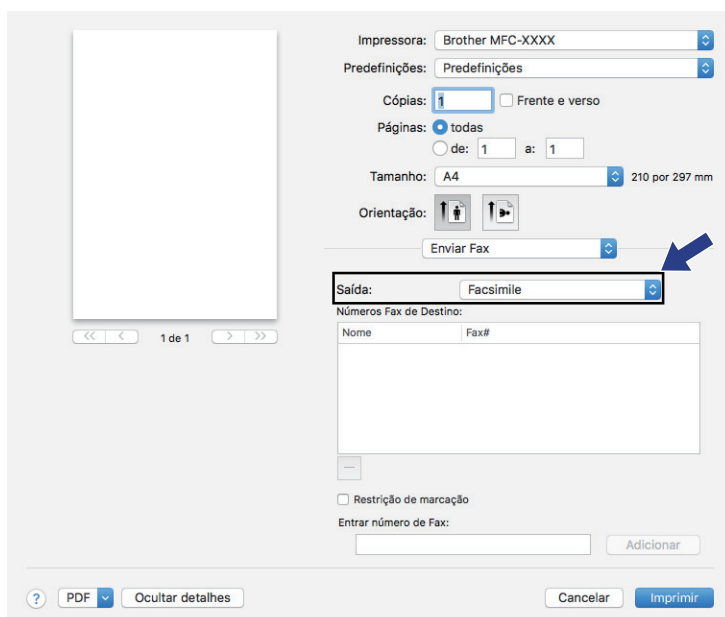 Impressora: Brother MFC-XXXX
Predefinições: Predefinições
Cópias: 1 Frente e verso
Páginas: todas
de: 1 a: 1
Tamanho: A4 210 por 297 mm
Orientação:
Enviar Fax
Saída: Facsimile
Números Fax de Destino:
Nome Fax#
<< < 1 de 1 > >>
Restrição de marcação
Entrar número de Fax:
Adicionar
? PDF Ocultar detalhes Cancelar Imprimir